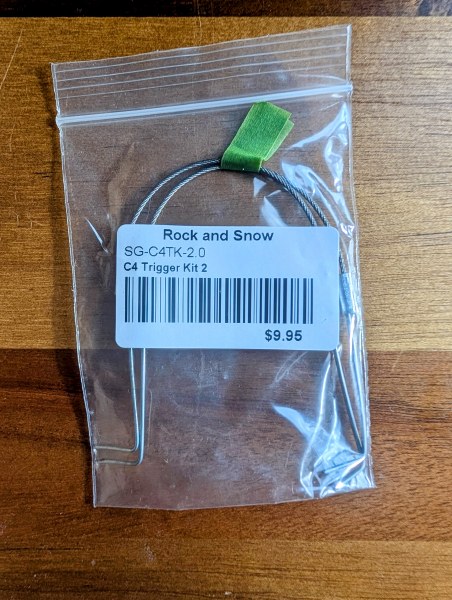 Rock and Snow
SG-C4TK-2.0
C4 Trigger Kit 2
$9.95